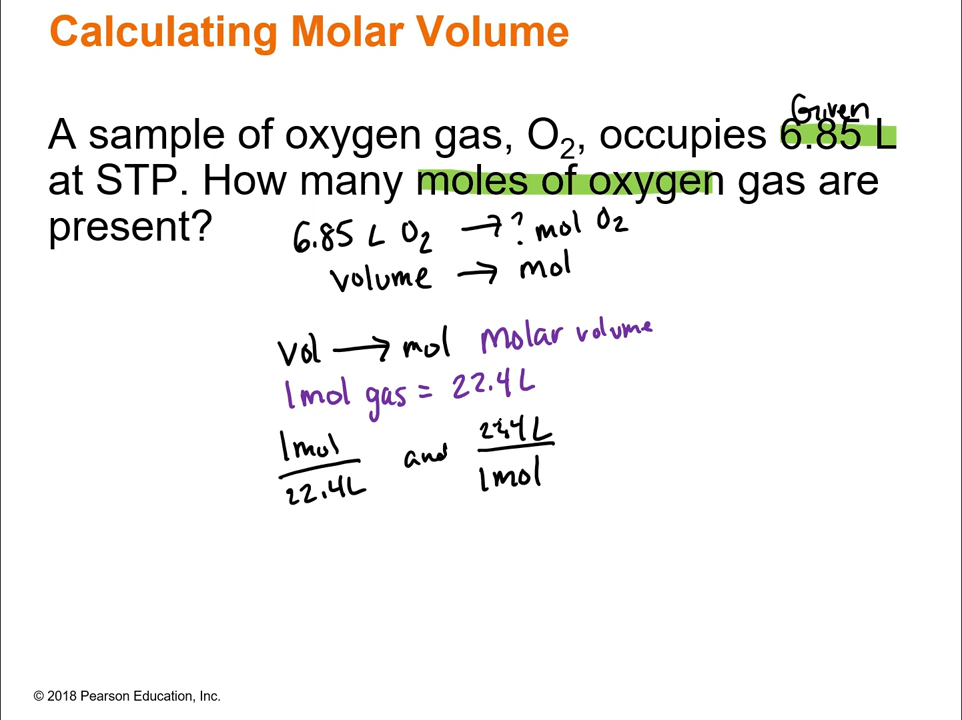 Calculating Molar Volume
Given
A sample of oxygen gas, O₂, occupies 6.85 L
at STP. How many moles of oxygen gas are
present?
6.85 L O₂ → ? mol O₂
volume → mol
vol → mol Molar volume
1mol gas = 22.4L
1mol and 22.4L
22.4L 1mol
© 2018 Pearson Education, Inc.